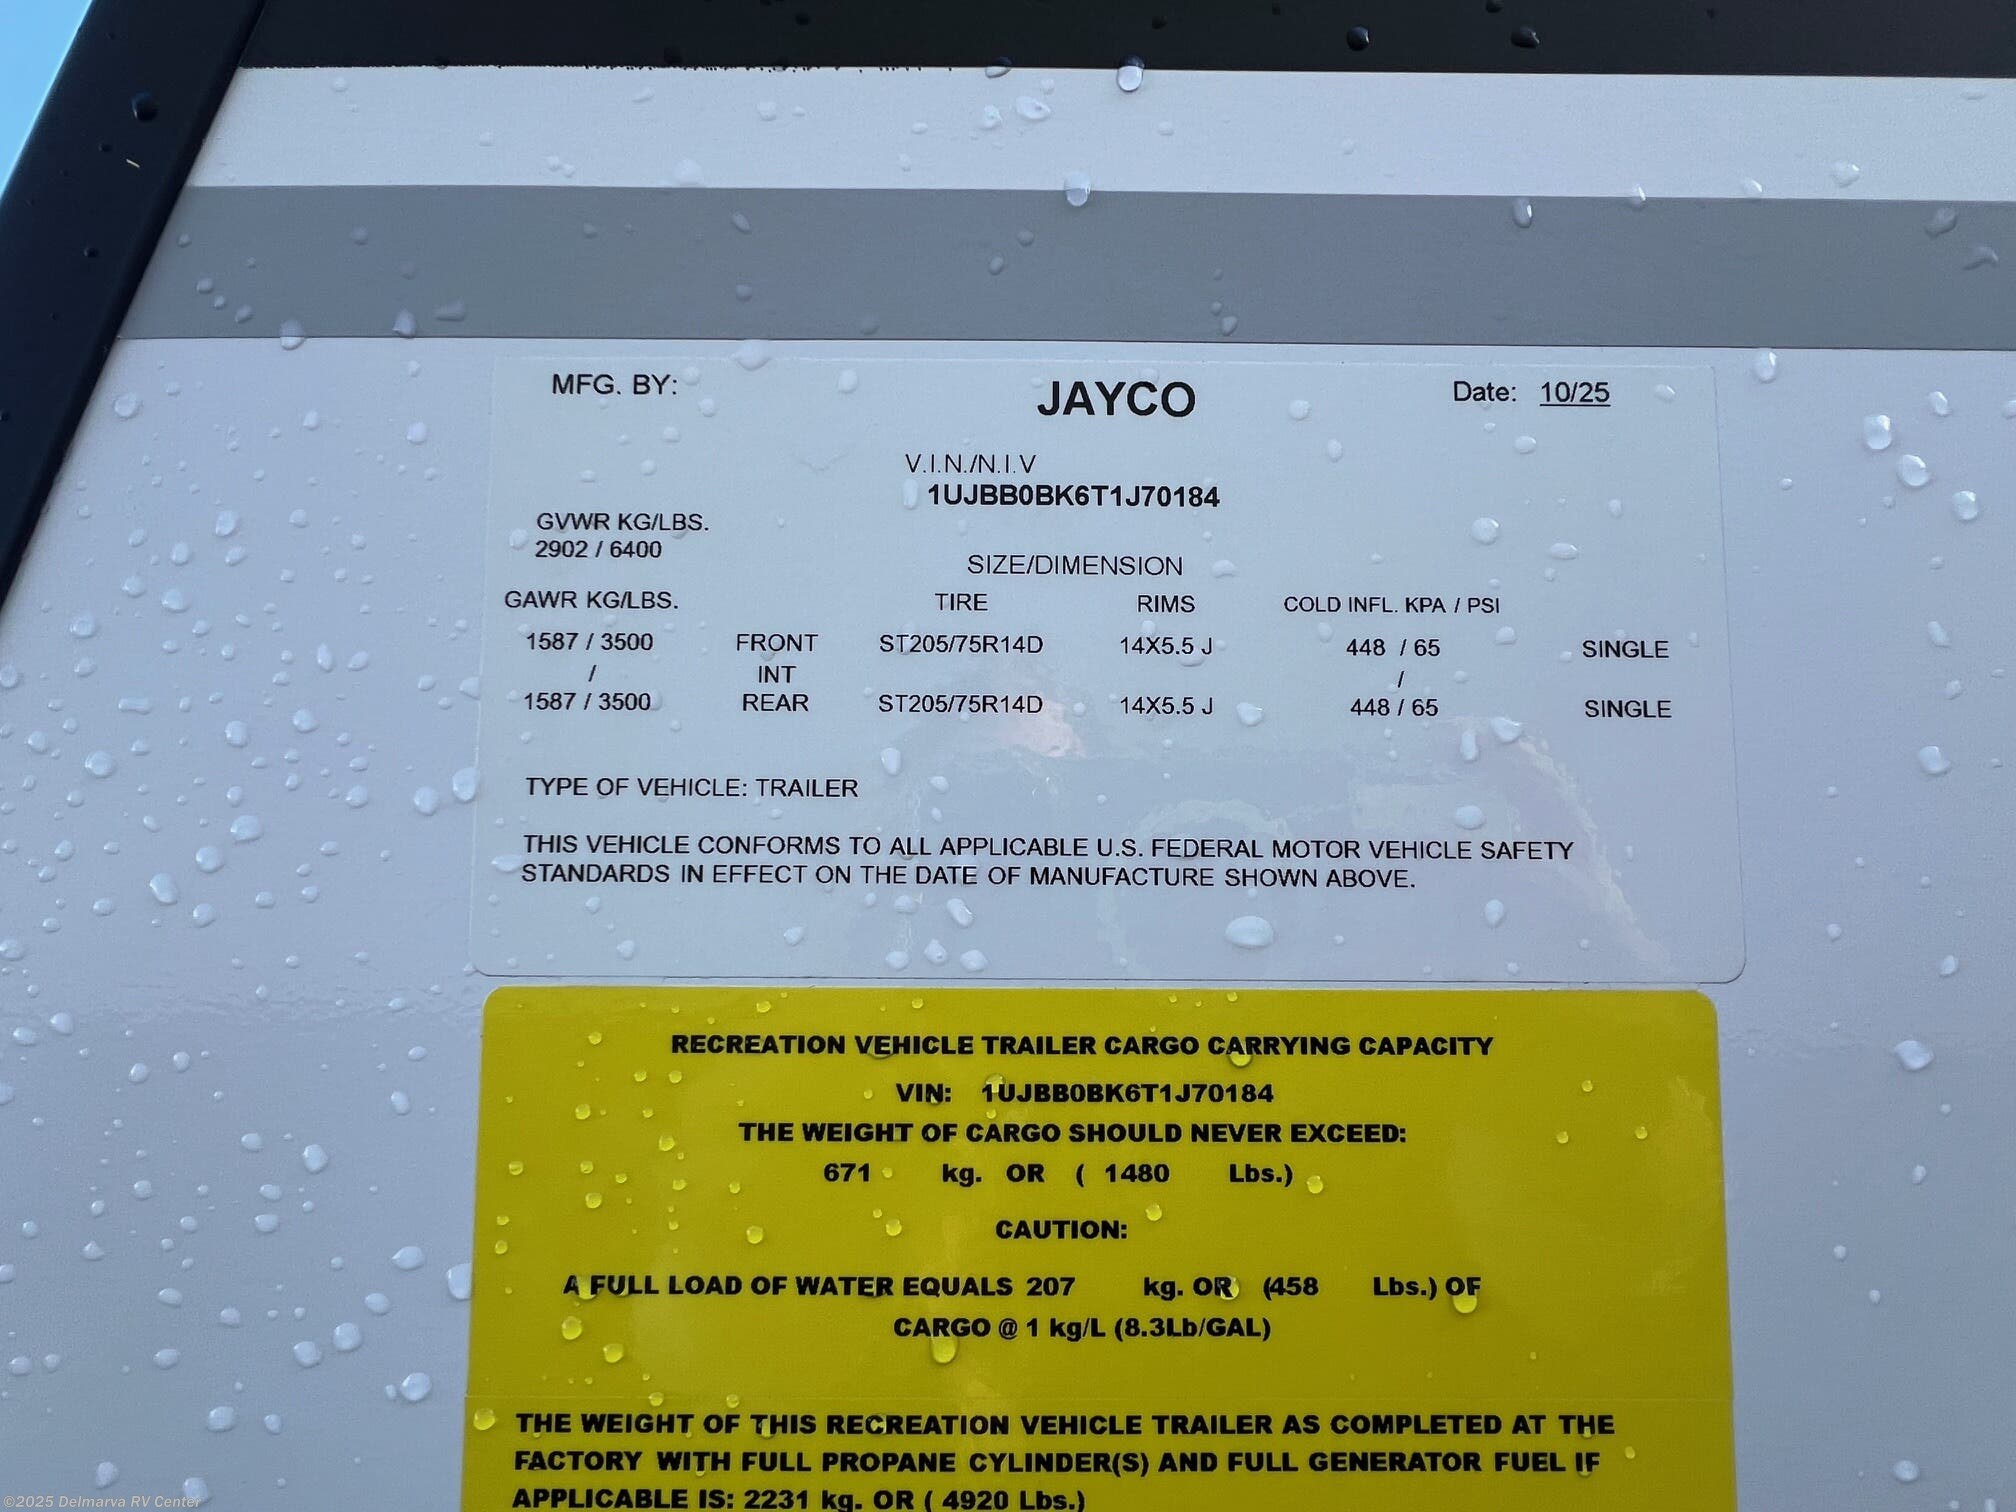 MFG. BY: JAYCO Date: 10/25
V.I.N./N.I.V
1UJBB0BK6T1J70184
GVWR KG/LBS.
2902 / 6400
SIZE/DIMENSION
GAWR KG/LBS. TIRE RIMS COLD INFL. KPA / PSI
1587 / 3500 FRONT ST205/75R14D 14X5.5 J 448 / 65 SINGLE
/ INT /
1587 / 3500 REAR ST205/75R14D 14X5.5 J 448 / 65 SINGLE
TYPE OF VEHICLE: TRAILER
THIS VEHICLE CONFORMS TO ALL APPLICABLE U.S. FEDERAL MOTOR VEHICLE SAFETY
STANDARDS IN EFFECT ON THE DATE OF MANUFACTURE SHOWN ABOVE.
RECREATION VEHICLE TRAILER CARGO CARRYING CAPACITY
VIN: 1UJBB0BK6T1J70184
THE WEIGHT OF CARGO SHOULD NEVER EXCEED:
671 kg. OR ( 1480 Lbs.)
CAUTION:
A FULL LOAD OF WATER EQUALS 207 kg. OR (458 Lbs.) OF
CARGO @ 1 kg/L (8.3Lb/GAL)
THE WEIGHT OF THIS RECREATION VEHICLE TRAILER AS COMPLETED AT THE
FACTORY WITH FULL PROPANE CYLINDER(S) AND FULL GENERATOR FUEL IF
APPLICABLE IS: 2231 kg. OR ( 4920 Lbs.)
©2025 Delmarva RV Center